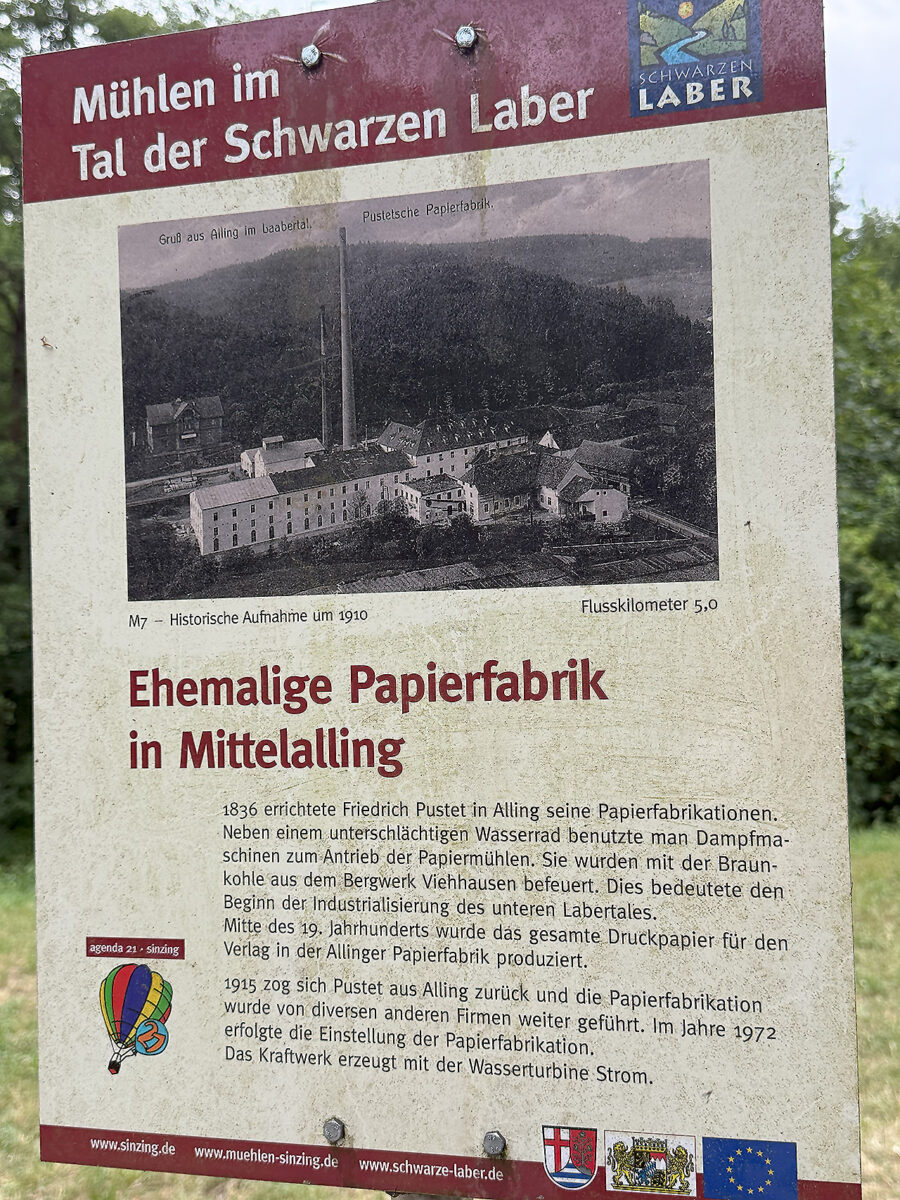 Mühlen im
Tal der Schwarzen Laber
SCHWARZEN
LABER
Gruß aus Alling im Laabertal.
Pustetsche Papierfabrik.
M7 – Historische Aufnahme um 1910
Flusskilometer 5,0
Ehemalige Papierfabrik
in Mittelalling
1836 errichtete Friedrich Pustet in Alling seine Papierfabrikationen.
Neben einem unterschlächtigen Wasserrad benutzte man Dampfma-
schinen zum Antrieb der Papiermühlen. Sie wurden mit der Braun-
kohle aus dem Bergwerk Viehhausen befeuert. Dies bedeutete den
Beginn der Industrialisierung des unteren Labertales.
Mitte des 19. Jahrhunderts wurde das gesamte Druckpapier für den
Verlag in der Allinger Papierfabrik produziert.
1915 zog sich Pustet aus Alling zurück und die Papierfabrikation
wurde von diversen anderen Firmen weiter geführt. Im Jahre 1972
erfolgte die Einstellung der Papierfabrikation.
Das Kraftwerk erzeugt mit der Wasserturbine Strom.
agenda 21 · sinzing
21
www.sinzing.de
www.muehlen-sinzing.de
www.schwarze-laber.de